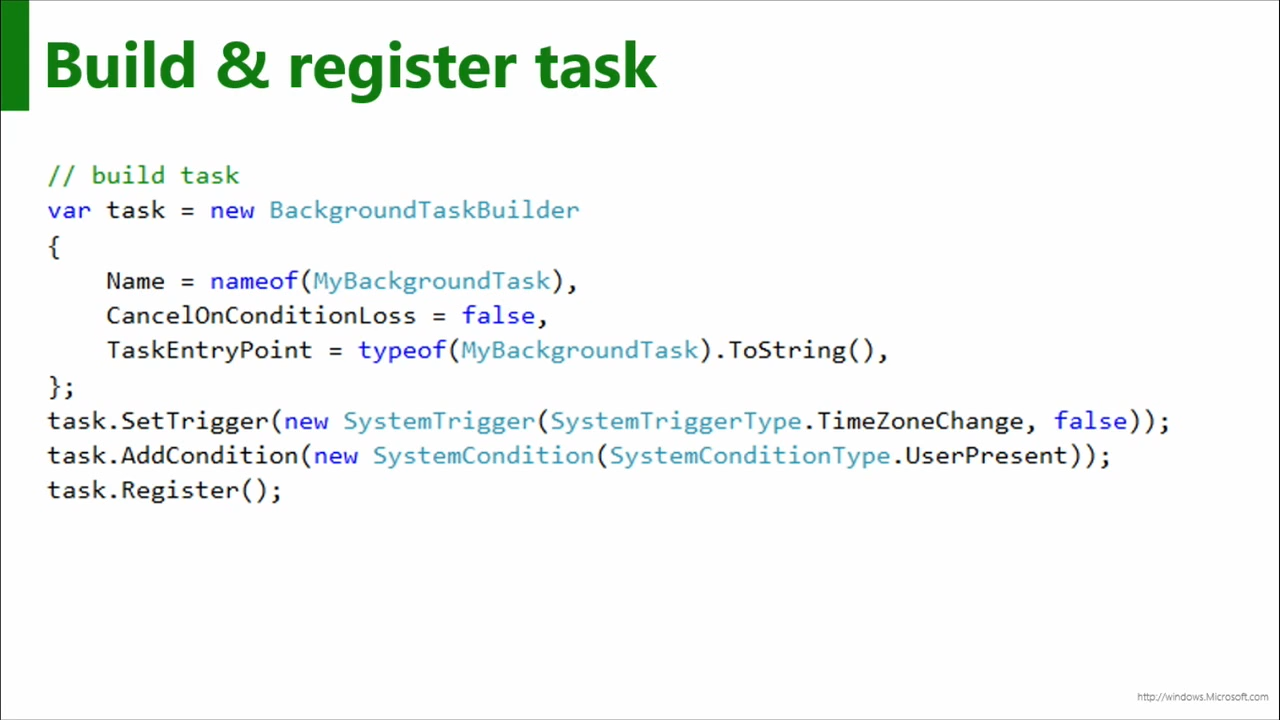 Build & register task
// build task
var task = new BackgroundTaskBuilder
{
    Name = nameof(MyBackgroundTask),
    CancelOnConditionLoss = false,
    TaskEntryPoint = typeof(MyBackgroundTask).ToString(),
};
task.SetTrigger(new SystemTrigger(SystemTriggerType.TimeZoneChange, false));
task.AddCondition(new SystemCondition(SystemConditionType.UserPresent));
task.Register();
http://windows.Microsoft.com